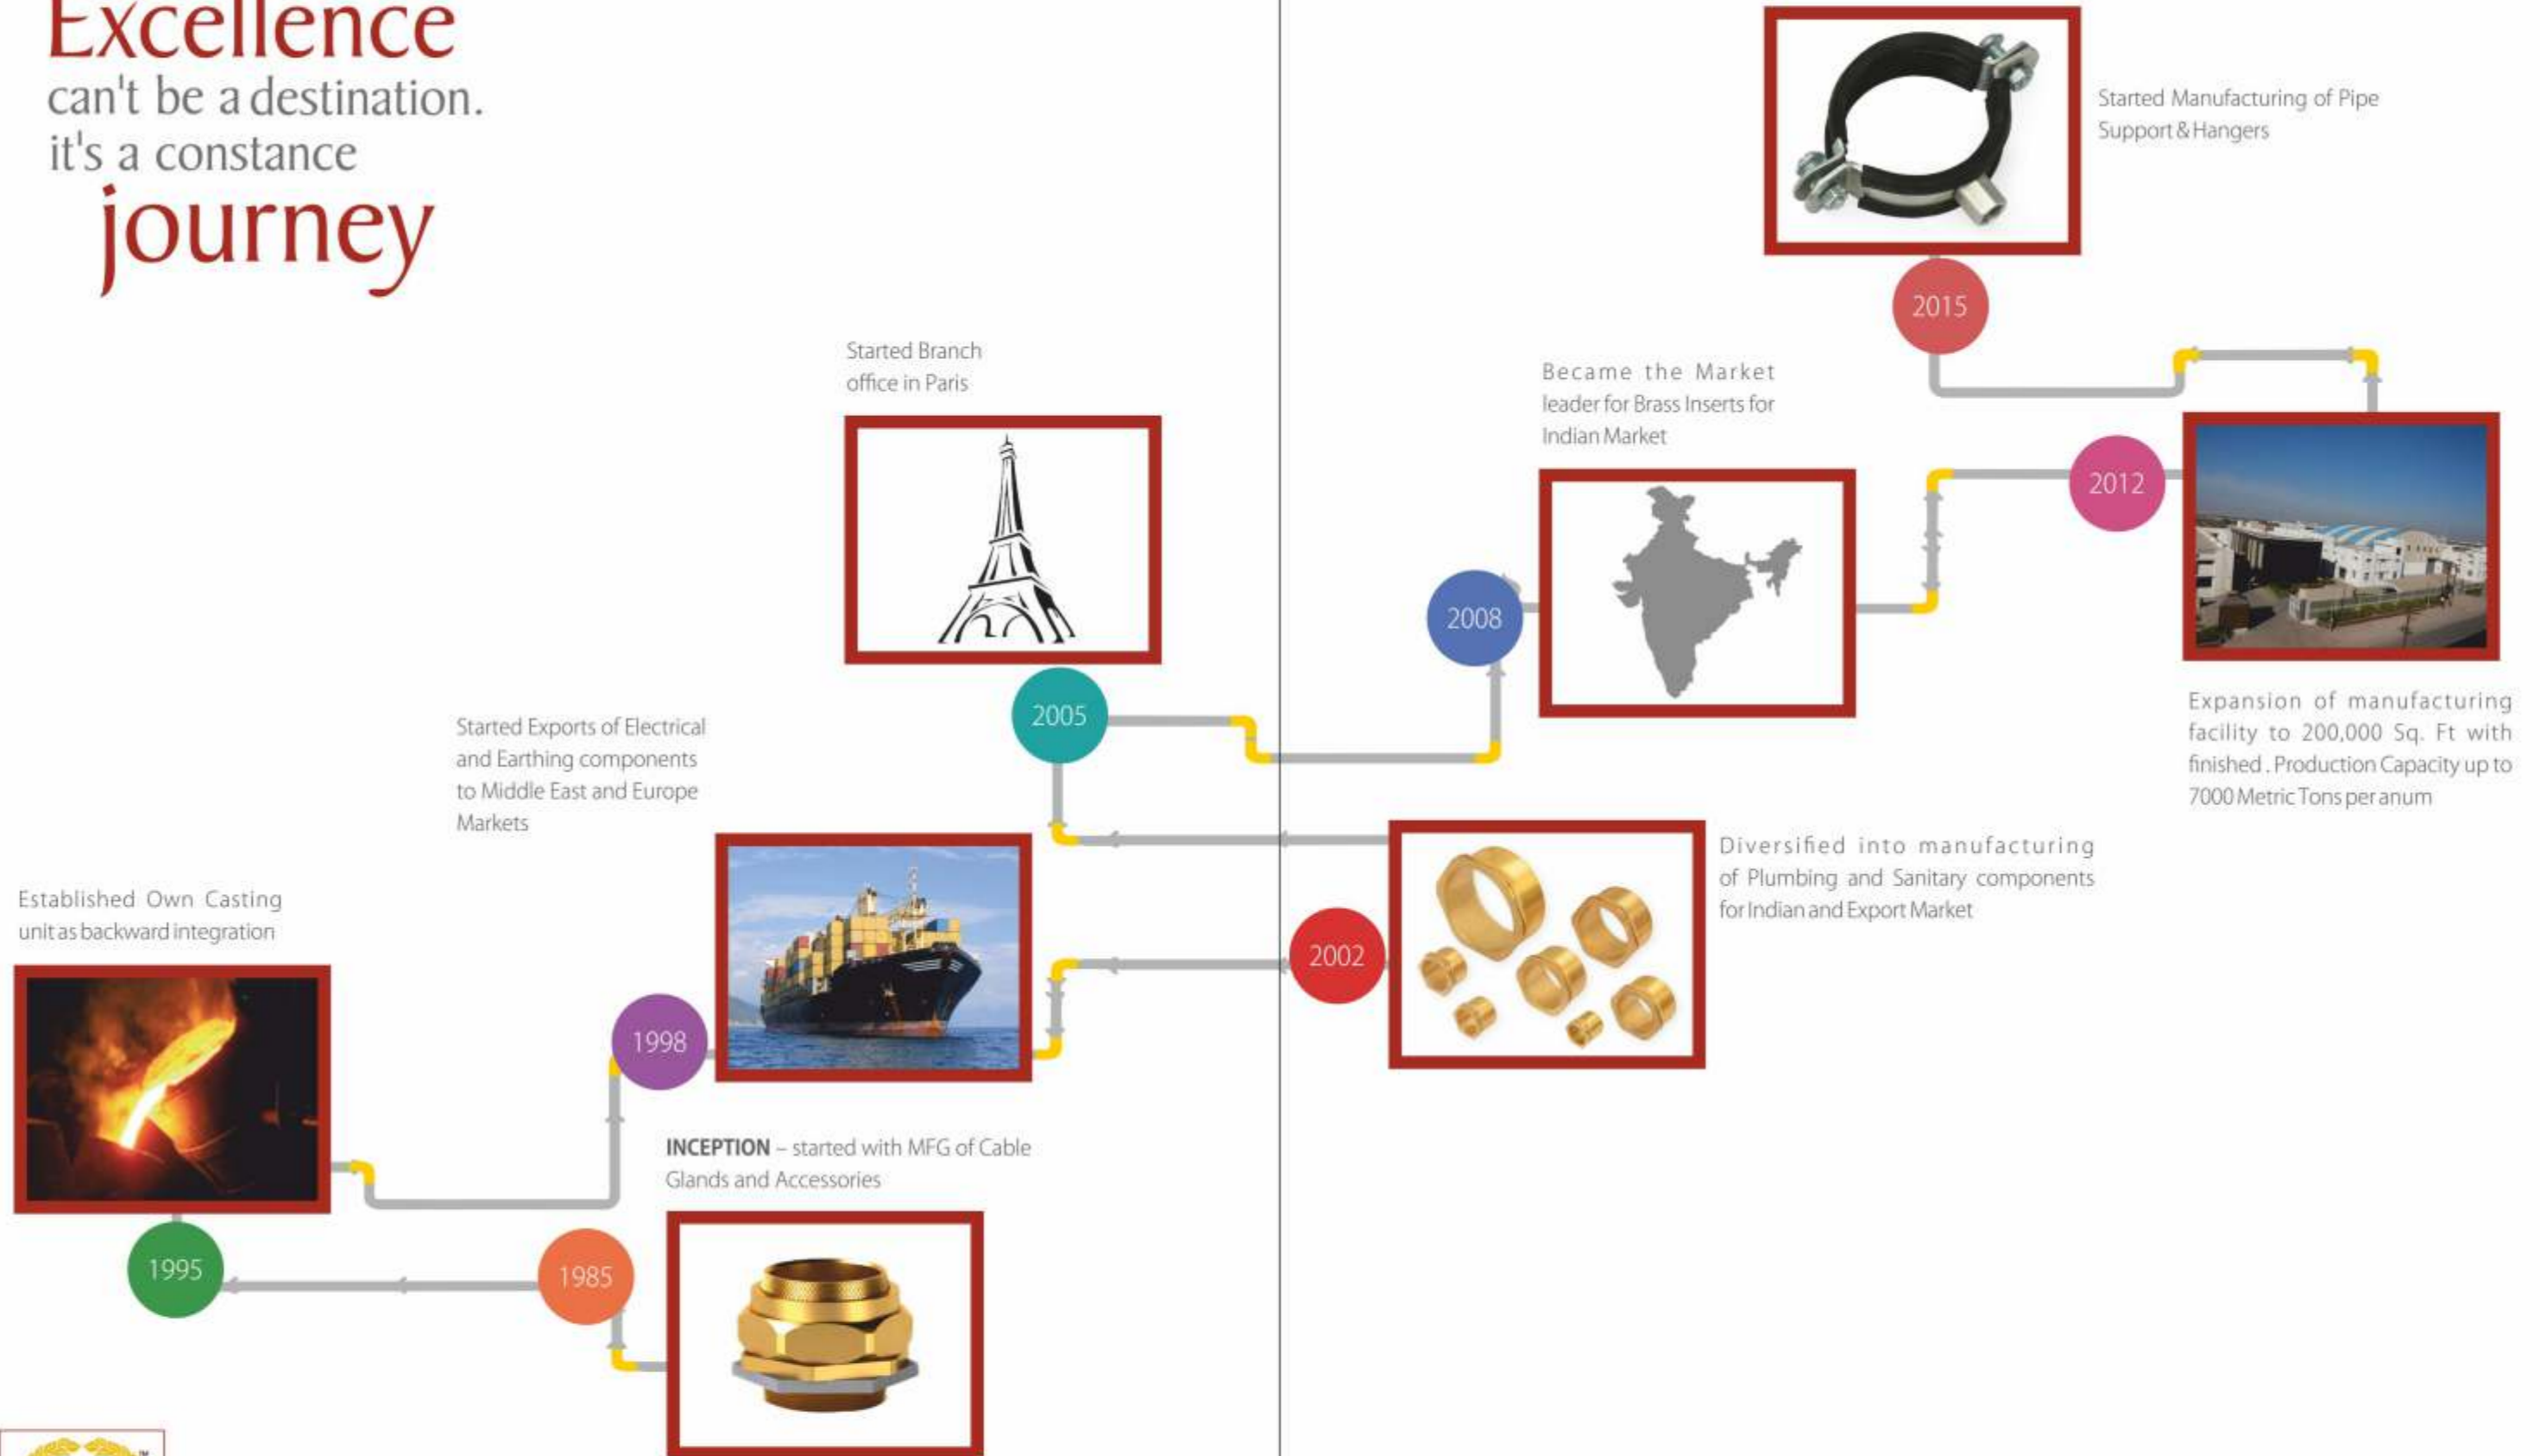 Excellence
can't be a destination.
it's a constance
journey
Started Manufacturing of Pipe
Support & Hangers
2015
Started Branch
office in Paris
Became the Market
leader for Brass Inserts for
Indian Market
2012
2008
Expansion of manufacturing
facility to 200,000 Sq. Ft with
finished . Production Capacity up to
7000 Metric Tons per anum
2005
Started Exports of Electrical
and Earthing components
to Middle East and Europe
Markets
Diversified into manufacturing
of Plumbing and Sanitary components
for Indian and Export Market
2002
Established Own Casting
unit as backward integration
1998
INCEPTION – started with MFG of Cable
Glands and Accessories
1995
1985
TM